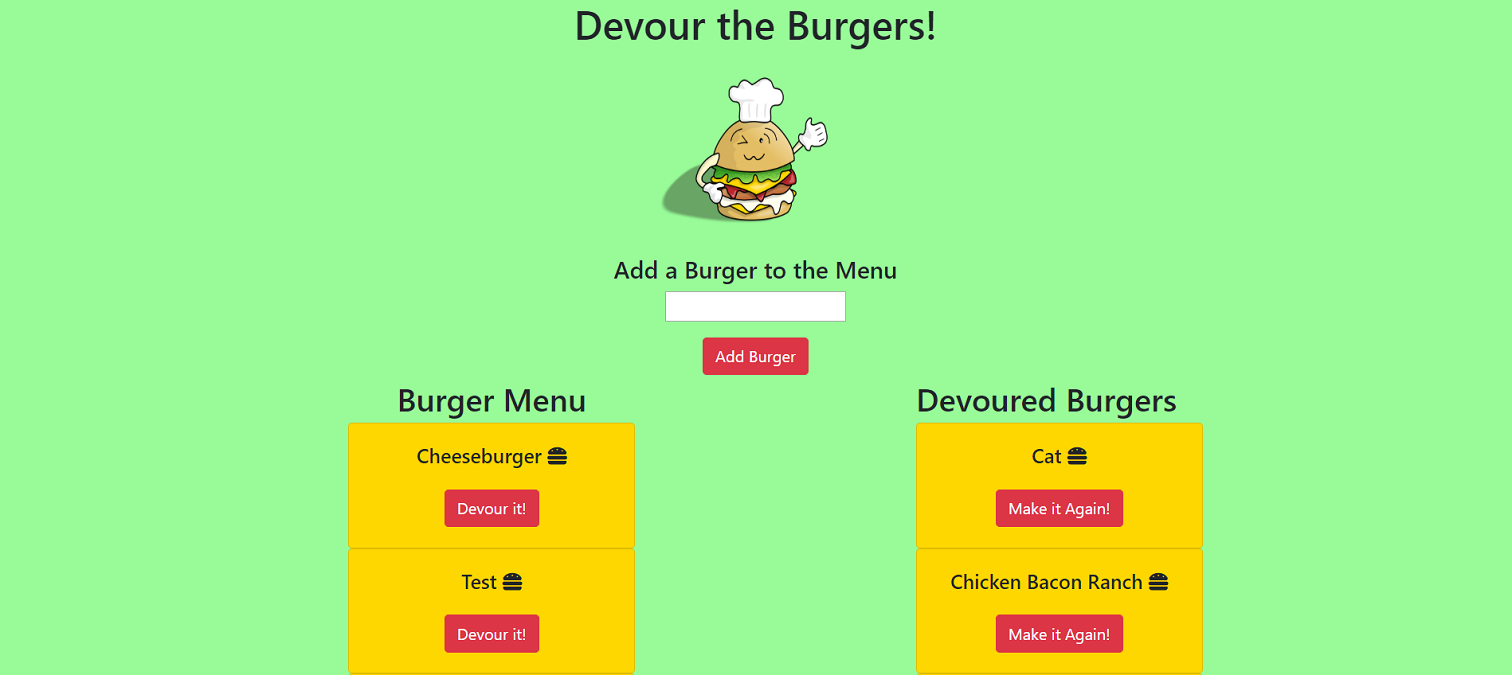 Devour the Burgers!
Add a Burger to the Menu
Add Burger
Burger Menu
Cheeseburger
Devour it!
Test
Devour it!
Devoured Burgers
Cat
Make it Again!
Chicken Bacon Ranch
Make it Again!